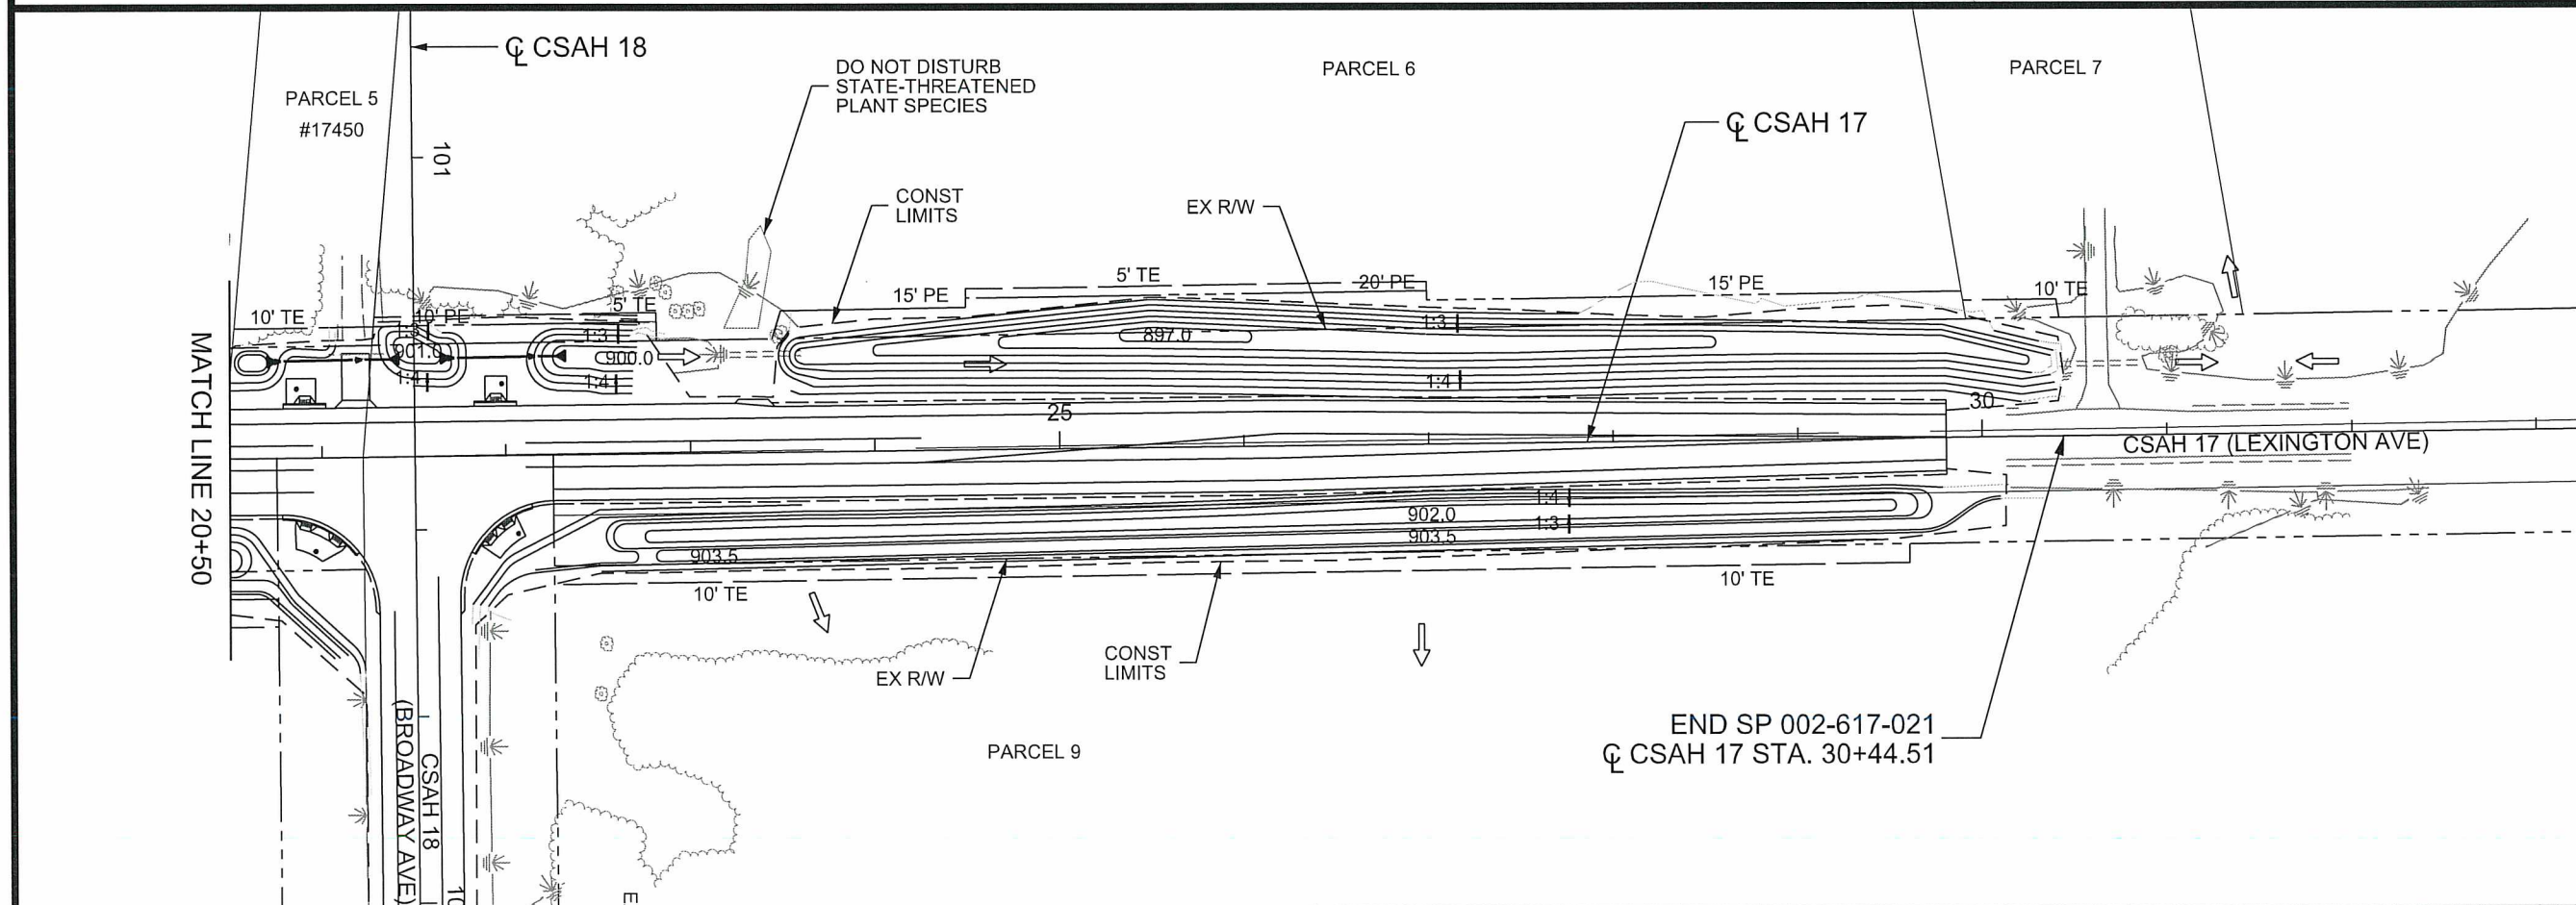 ℄ CSAH 18
DO NOT DISTURB
STATE-THREATENED
PLANT SPECIES
PARCEL 6
PARCEL 7
PARCEL 5
#17450
℄ CSAH 17
101
CONST
LIMITS
EX R/W
5' TE
20' PE
15' PE
15' PE
10' TE
5' TE
10' TE
10' PE
1:3
1:3
1:3
897.0
901.0
900.0
1:4
1:4
1:4
MATCH LINE 20+50
25
30
CSAH 17 (LEXINGTON AVE)
1:4
902.0
1:3
903.5
903.5
10' TE
10' TE
CONST
LIMITS
EX R/W
END SP 002-617-021
℄ CSAH 17 STA. 30+44.51
PARCEL 9
CSAH 18
(BROADWAY AVE)
10
E